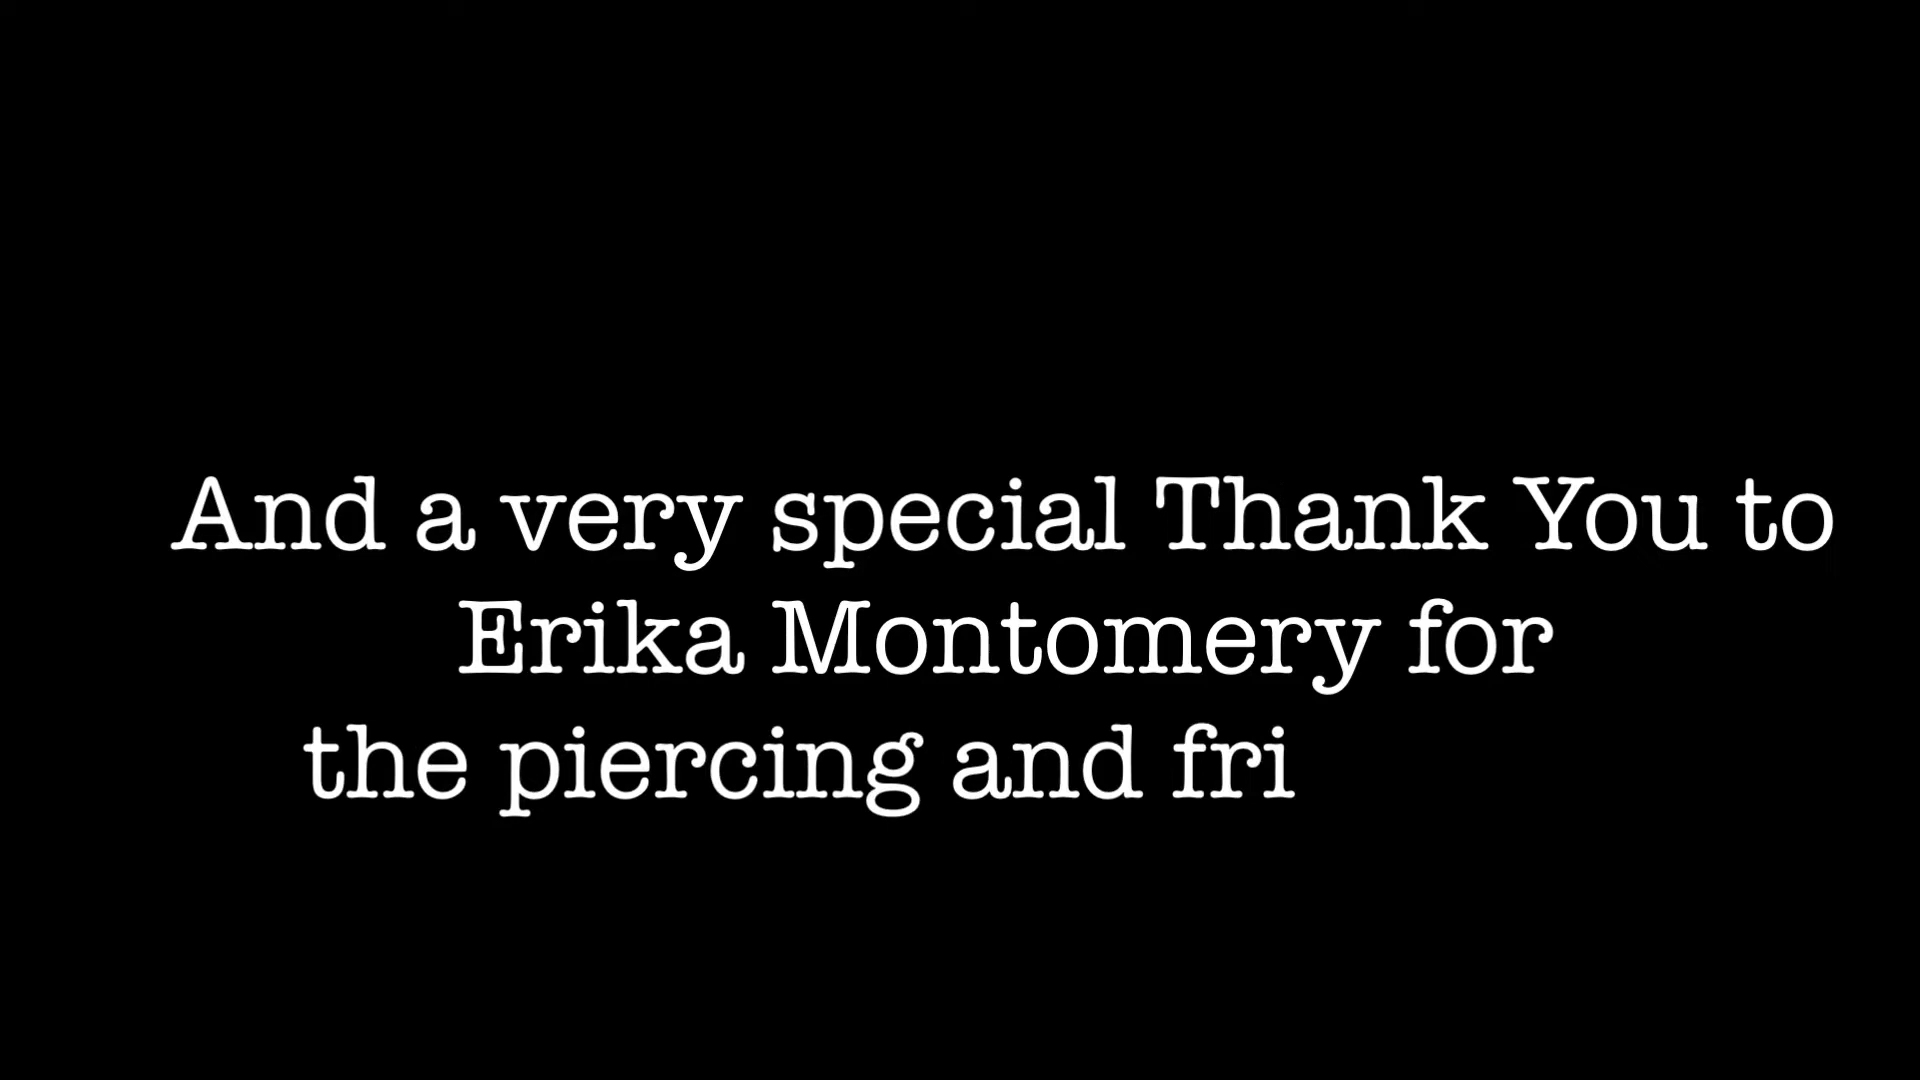 And a very special Thank You to
Erika Montomery for
the piercing and fri